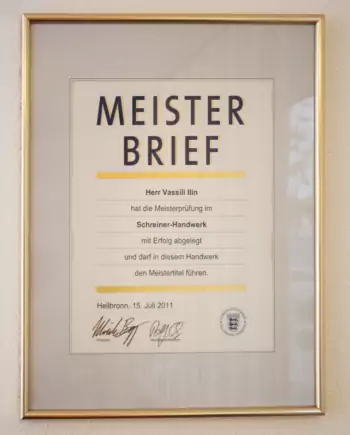 MEISTER
BRIEF
Herr Vassili Ilin
hat die Meisterprüfung im
Schreiner-Handwerk
mit Erfolg abgelegt
und darf in diesem Handwerk
den Meistertitel führen.
Heilbronn, 15. Juli 2011